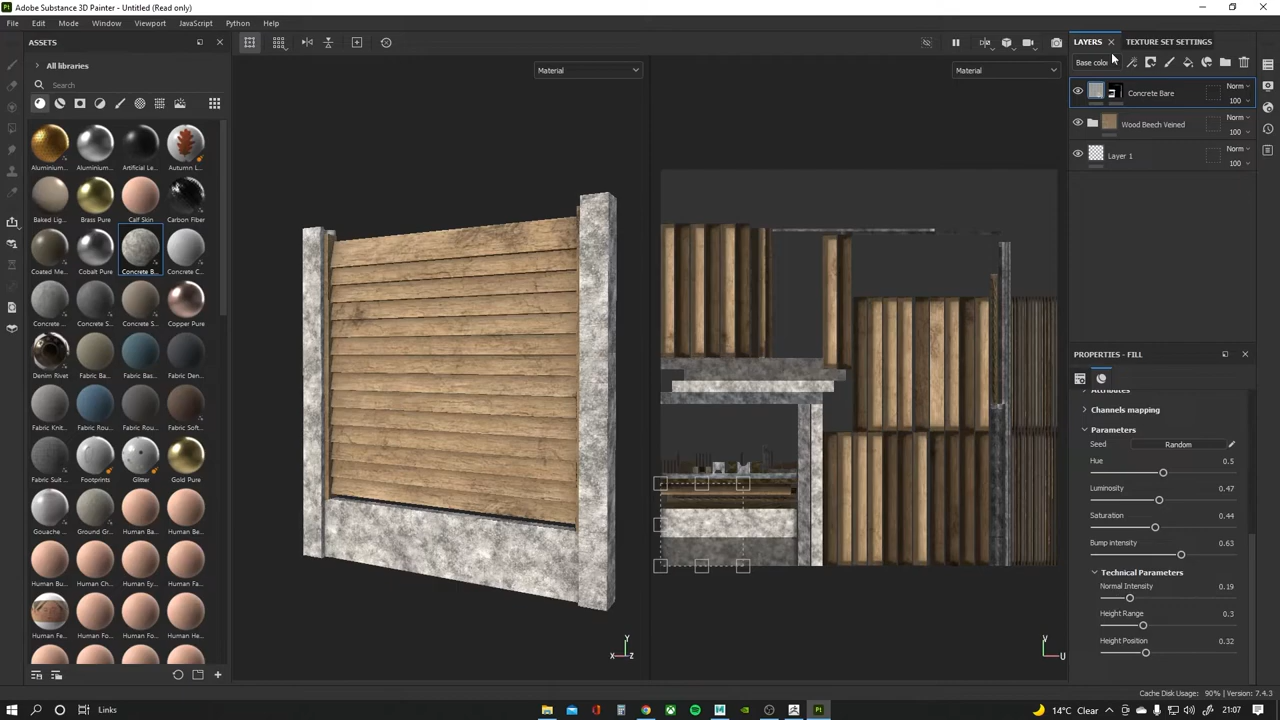 Adobe Substance 3D Painter - Untitled (Read only)
File Edit Mode Window Viewport JavaScript Python Help
ASSETS
LAYERS
TEXTURE SET SETTINGS
All libraries
Material
Material
Base color
Search
Concrete Bare
Norm
100
Wood Beech Veined
Norm
100
Layer 1
Norm
100
Aluminium... Aluminium... Artificial Le... Autumn L...
Baked Lig... Brass Pure Calf Skin Carbon Fiber
Coated Me... Cobalt Pure Concrete B... Concrete C...
Concrete ... Concrete S... Concrete S... Copper Pure
Denim Rivet Fabric Ba... Fabric Bas... Fabric Den...
Fabric Knit... Fabric Rou... Fabric Rou... Fabric Soft...
Fabric Suit ... Footprints Glitter Gold Pure
Gouache ... Ground Gr... Human Ba... Human Be...
Human Bu... Human Ch... Human Ey... Human Fa...
Human Fe... Human Fo... Human Fo... Human Fo...
PROPERTIES - FILL
Attributes
Channels mapping
Parameters
Seed Random
Hue 0.5
Luminosity 0.47
Saturation 0.44
Bump intensity 0.63
Technical Parameters
Normal Intensity 0.19
Height Range 0.3
Height Position 0.32
Y
X Z
V
U
Cache Disk Usage: 90% | Version: 7.4.3
Links
14°C Clear
21:07